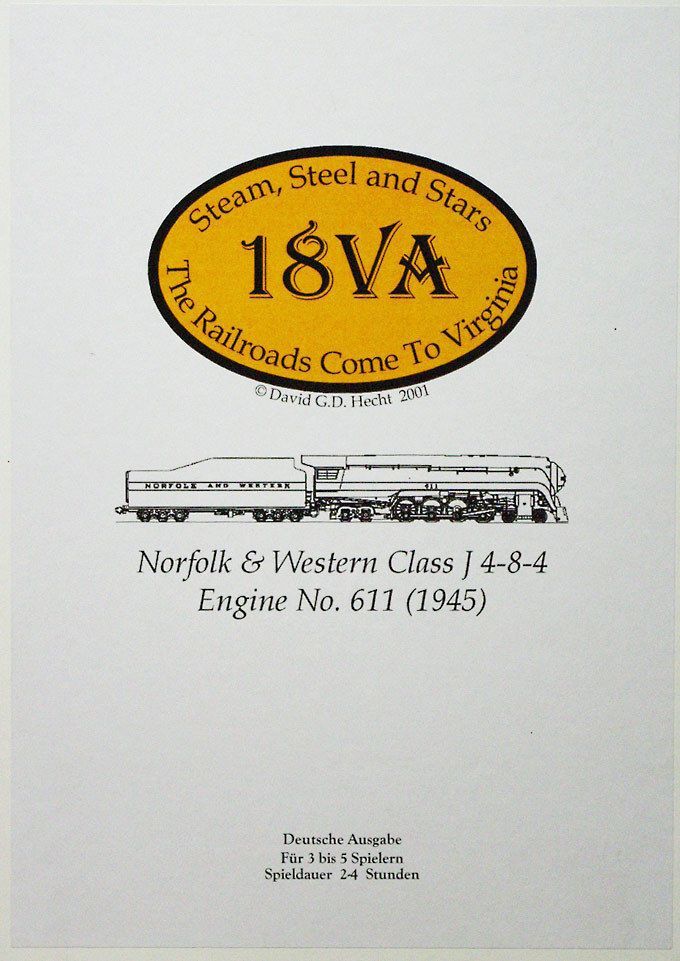 Steam, Steel and Stars
18VA
The Railroads Come To Virginia
© David G.D. Hecht 2001
NORFOLK AND WESTERN
611
Norfolk & Western Class J 4-8-4
Engine No. 611 (1945)
Deutsche Ausgabe
Für 3 bis 5 Spielern
Spieldauer 2-4 Stunden